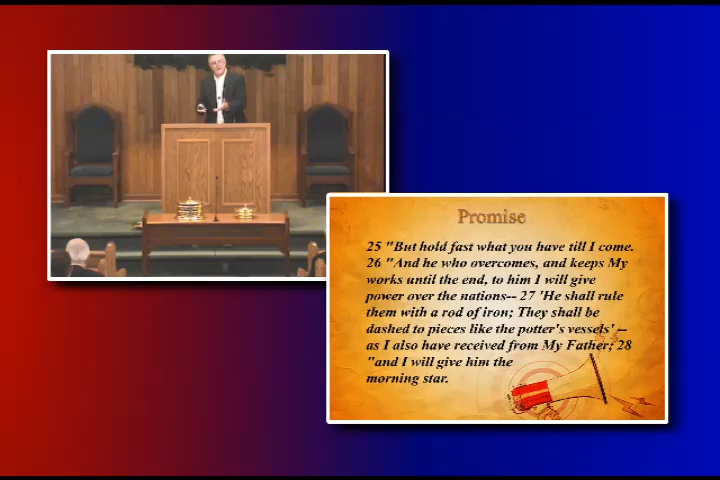 Promise
25 "But hold fast what you have till I come.
26 "And he who overcomes, and keeps My
works until the end, to him I will give
power over the nations-- 27 'He shall rule
them with a rod of iron; They shall be
dashed to pieces like the potter's vessels' --
as I also have received from My Father; 28
"and I will give him the
morning star.